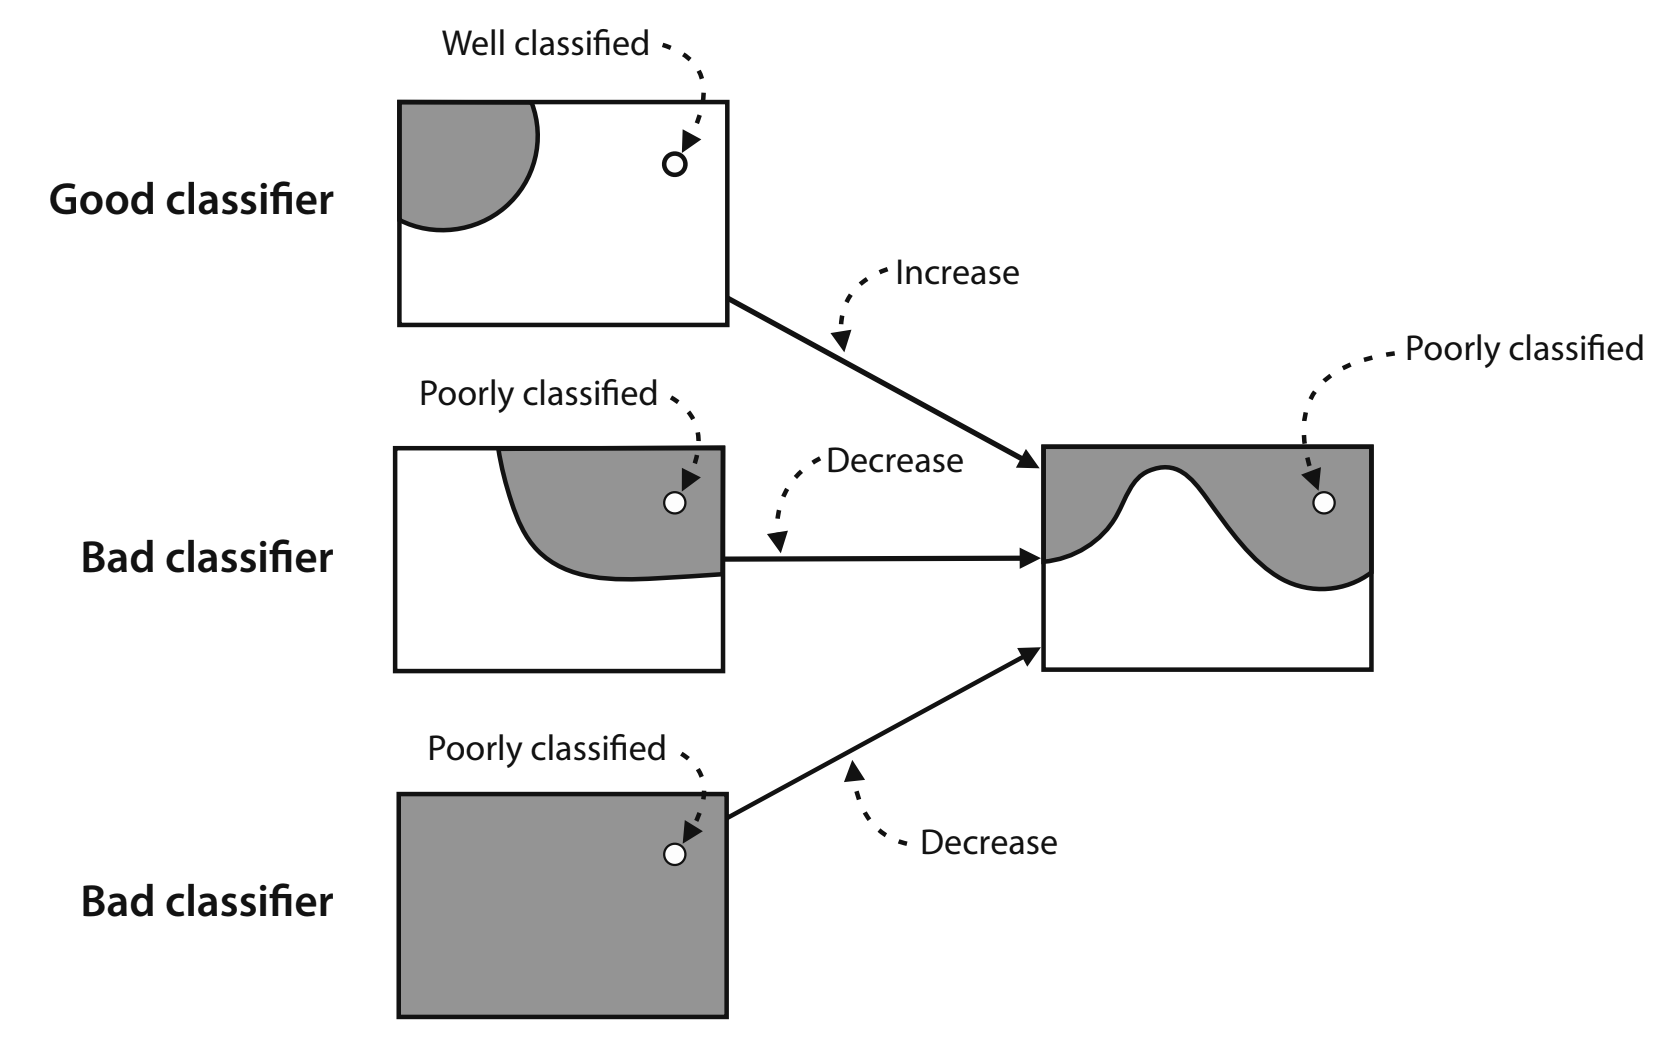 Well classified
Good classifier
Increase
Poorly classified
Poorly classified
Decrease
Bad classifier
Poorly classified
Decrease
Bad classifier